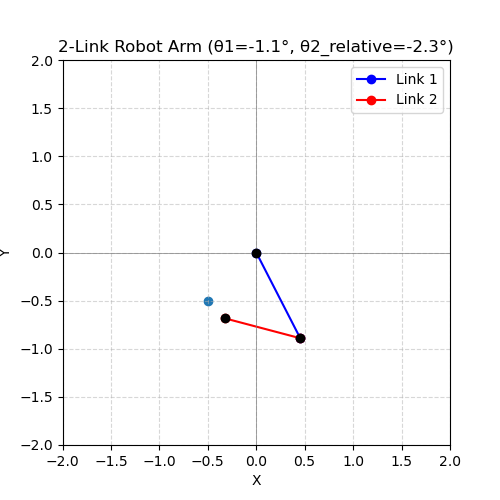 2-Link Robot Arm (θ1=-1.1°, θ2_relative=-2.3°)
Link 1
Link 2
2.0
1.5
1.0
0.5
0.0
−0.5
−1.0
−1.5
−2.0
Y
−2.0 −1.5 −1.0 −0.5 0.0 0.5 1.0 1.5 2.0
X